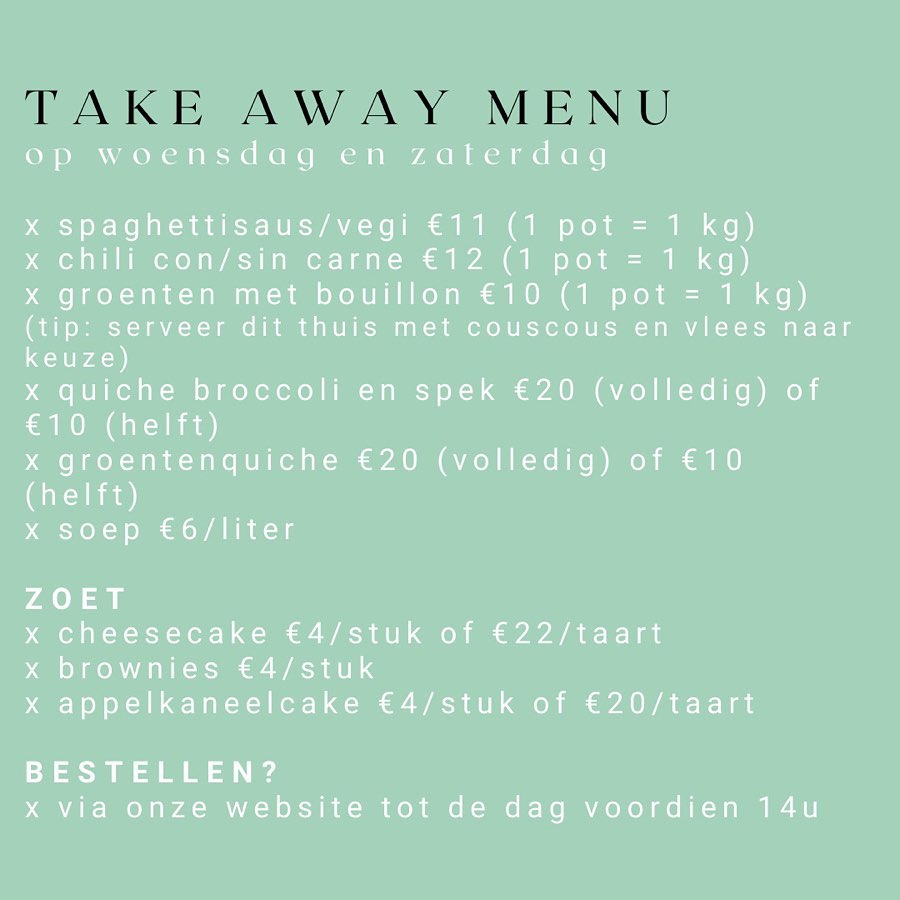 TAKE AWAY MENU
op woensdag en zaterdag
x spaghettisaus/vegi €11 (1 pot = 1 kg)
x chili con/sin carne €12 (1 pot = 1 kg)
x groenten met bouillon €10 (1 pot = 1 kg)
(tip: serveer dit thuis met couscous en vlees naar
keuze)
x quiche broccoli en spek €20 (volledig) of
€10 (helft)
x groentenquiche €20 (volledig) of €10
(helft)
x soep €6/liter
ZOET
x cheesecake €4/stuk of €22/taart
x brownies €4/stuk
x appelkaneelcake €4/stuk of €20/taart
BESTELLEN?
x via onze website tot de dag voordien 14u